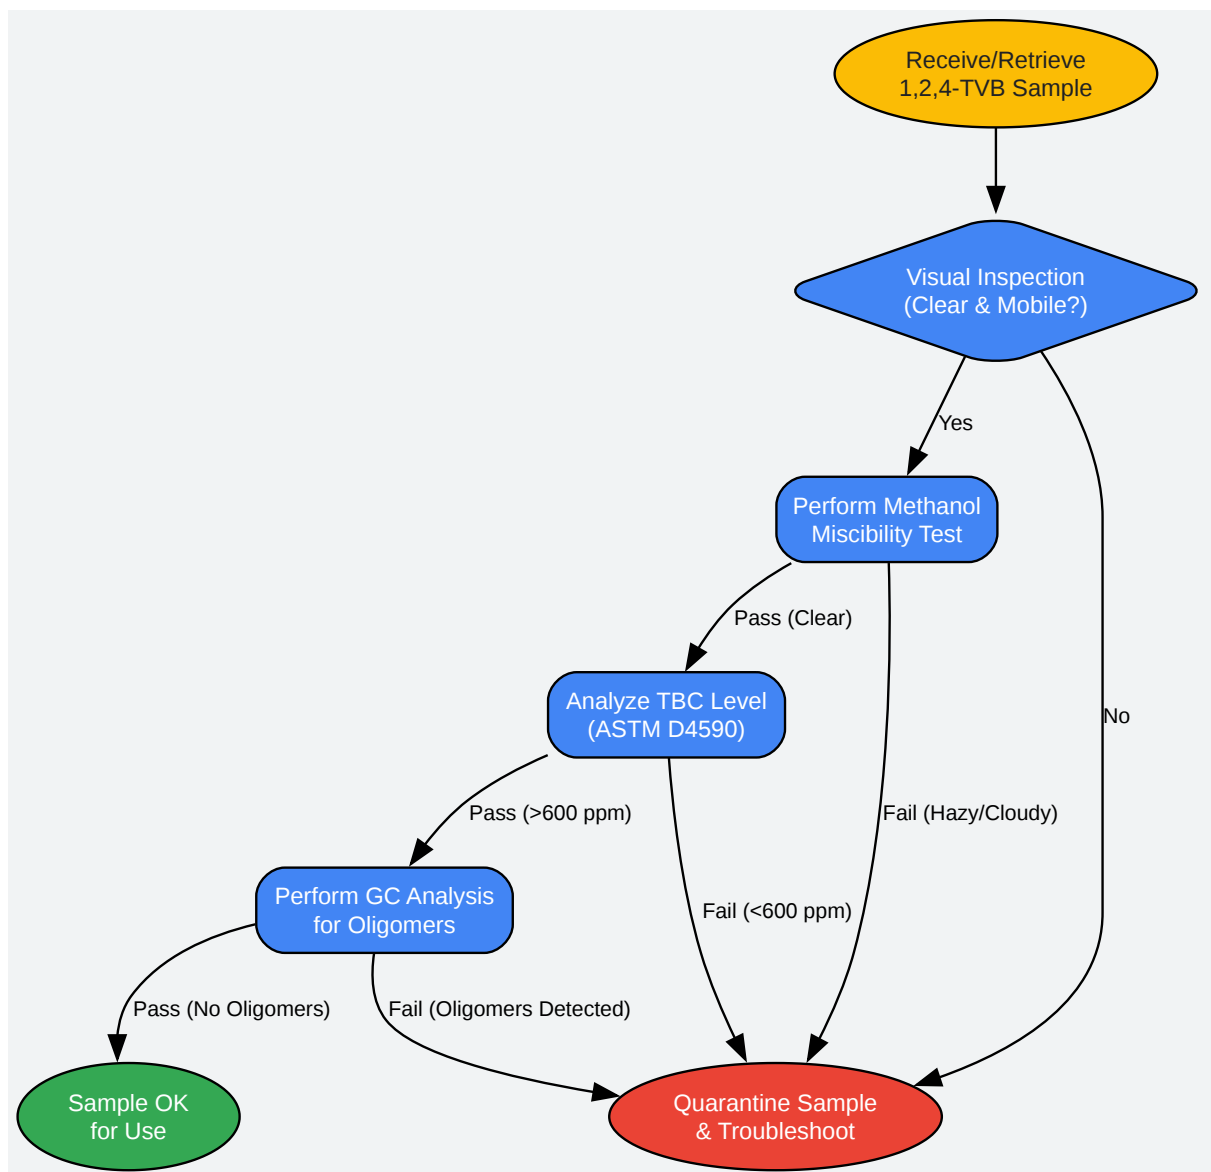 Receive/Retrieve
1,2,4-TVB Sample
Visual Inspection
(Clear & Mobile?)
Yes
Perform Methanol
Miscibility Test
Pass (Clear)
Analyze TBC Level
(ASTM D4590)
No
Pass (>600 ppm)
Fail (Hazy/Cloudy)
Perform GC Analysis
for Oligomers
Fail (<600 ppm)
Pass (No Oligomers)
Fail (Oligomers Detected)
Sample OK
for Use
Quarantine Sample
& Troubleshoot